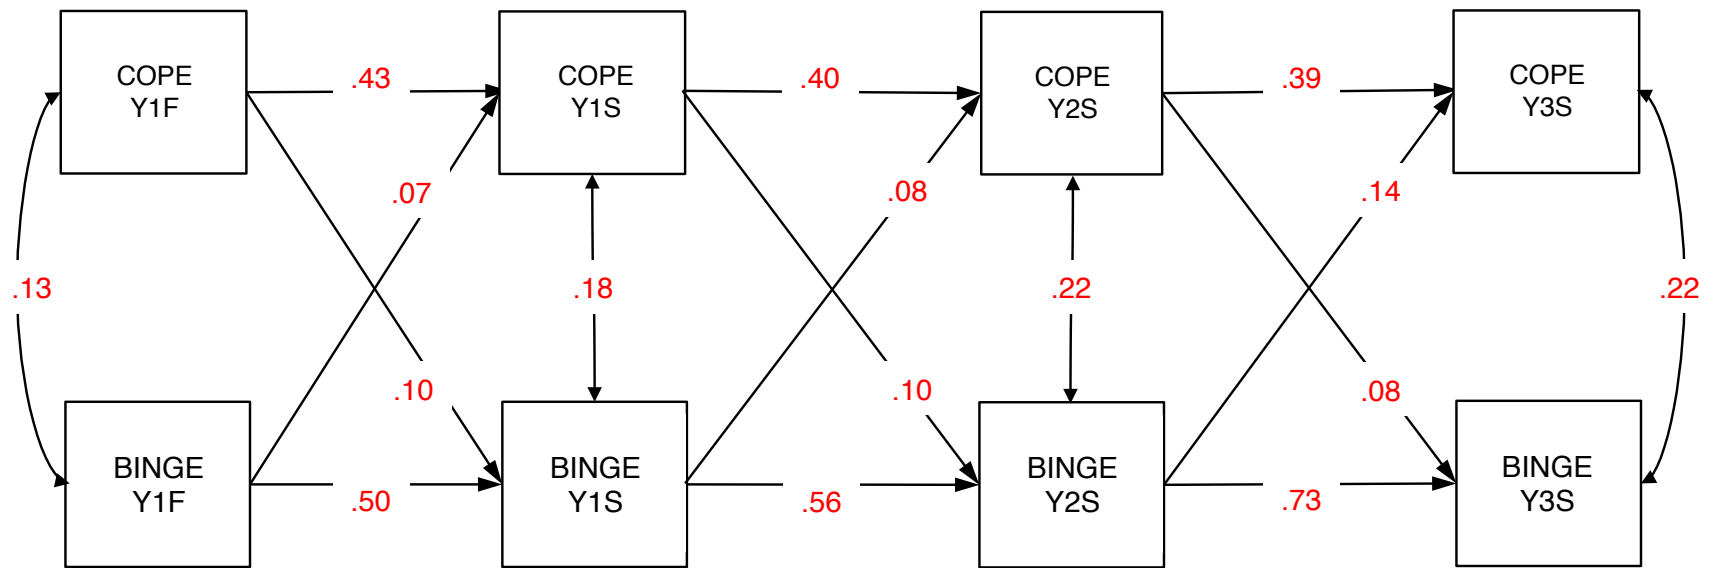 COPE
Y1F
.43
COPE
Y1S
.40
COPE
Y2S
.39
COPE
Y3S
.07
.08
.14
.13
.18
.22
.22
.10
.10
.08
BINGE
Y1F
.50
BINGE
Y1S
.56
BINGE
Y2S
.73
BINGE
Y3S